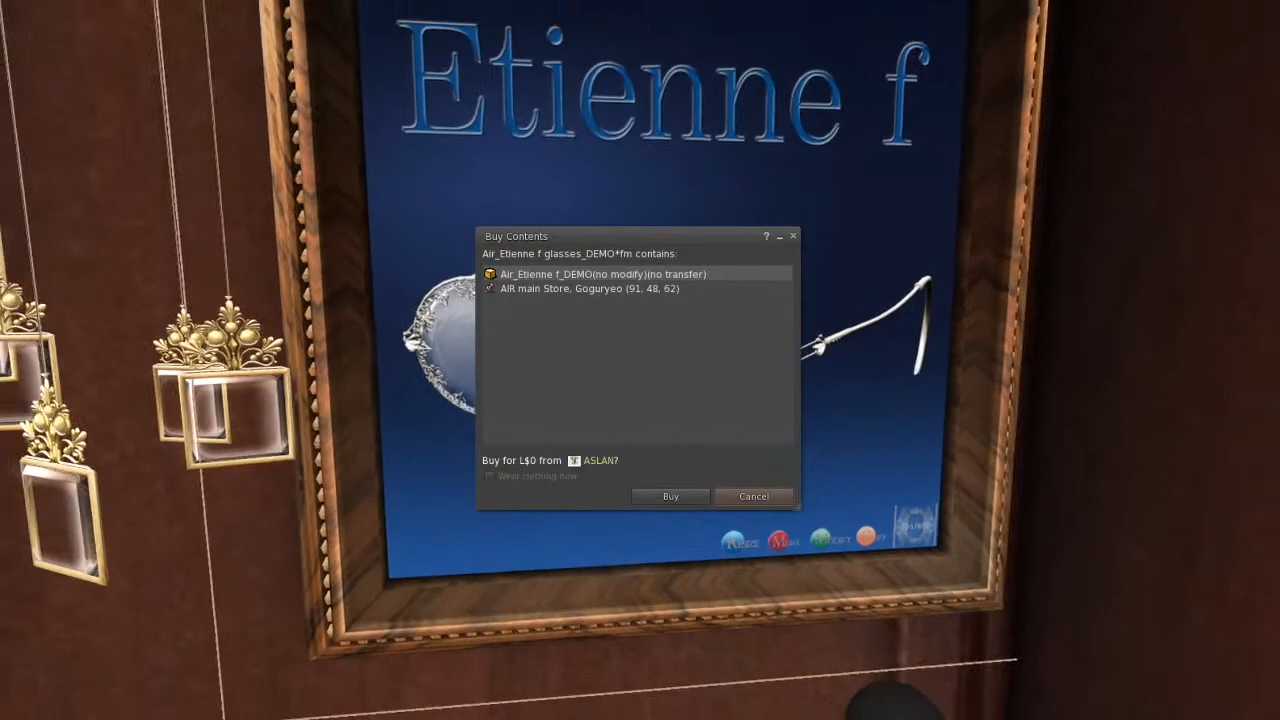 Etienne f
Buy Contents
Air_Etienne f glasses_DEMO*fm contains:
Air_Etienne f_DEMO(no modify)(no transfer)
AIR main Store, Goguryeo (91, 48, 62)
Buy for L$0 from ASLAN?
Wear clothing now
Buy Cancel